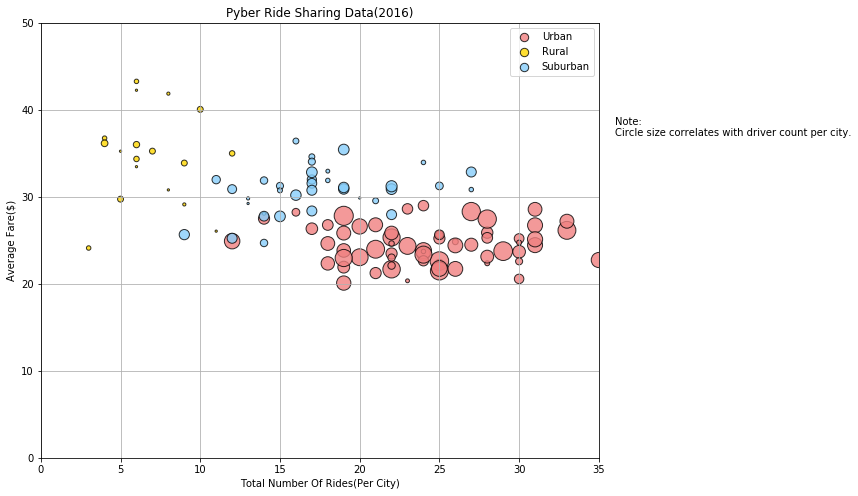 Pyber Ride Sharing Data(2016)
50
40
30
20
10
0
Average Fare($)
0 5 10 15 20 25 30 35
Total Number Of Rides(Per City)
Urban
Rural
Suburban
Note:
Circle size correlates with driver count per city.